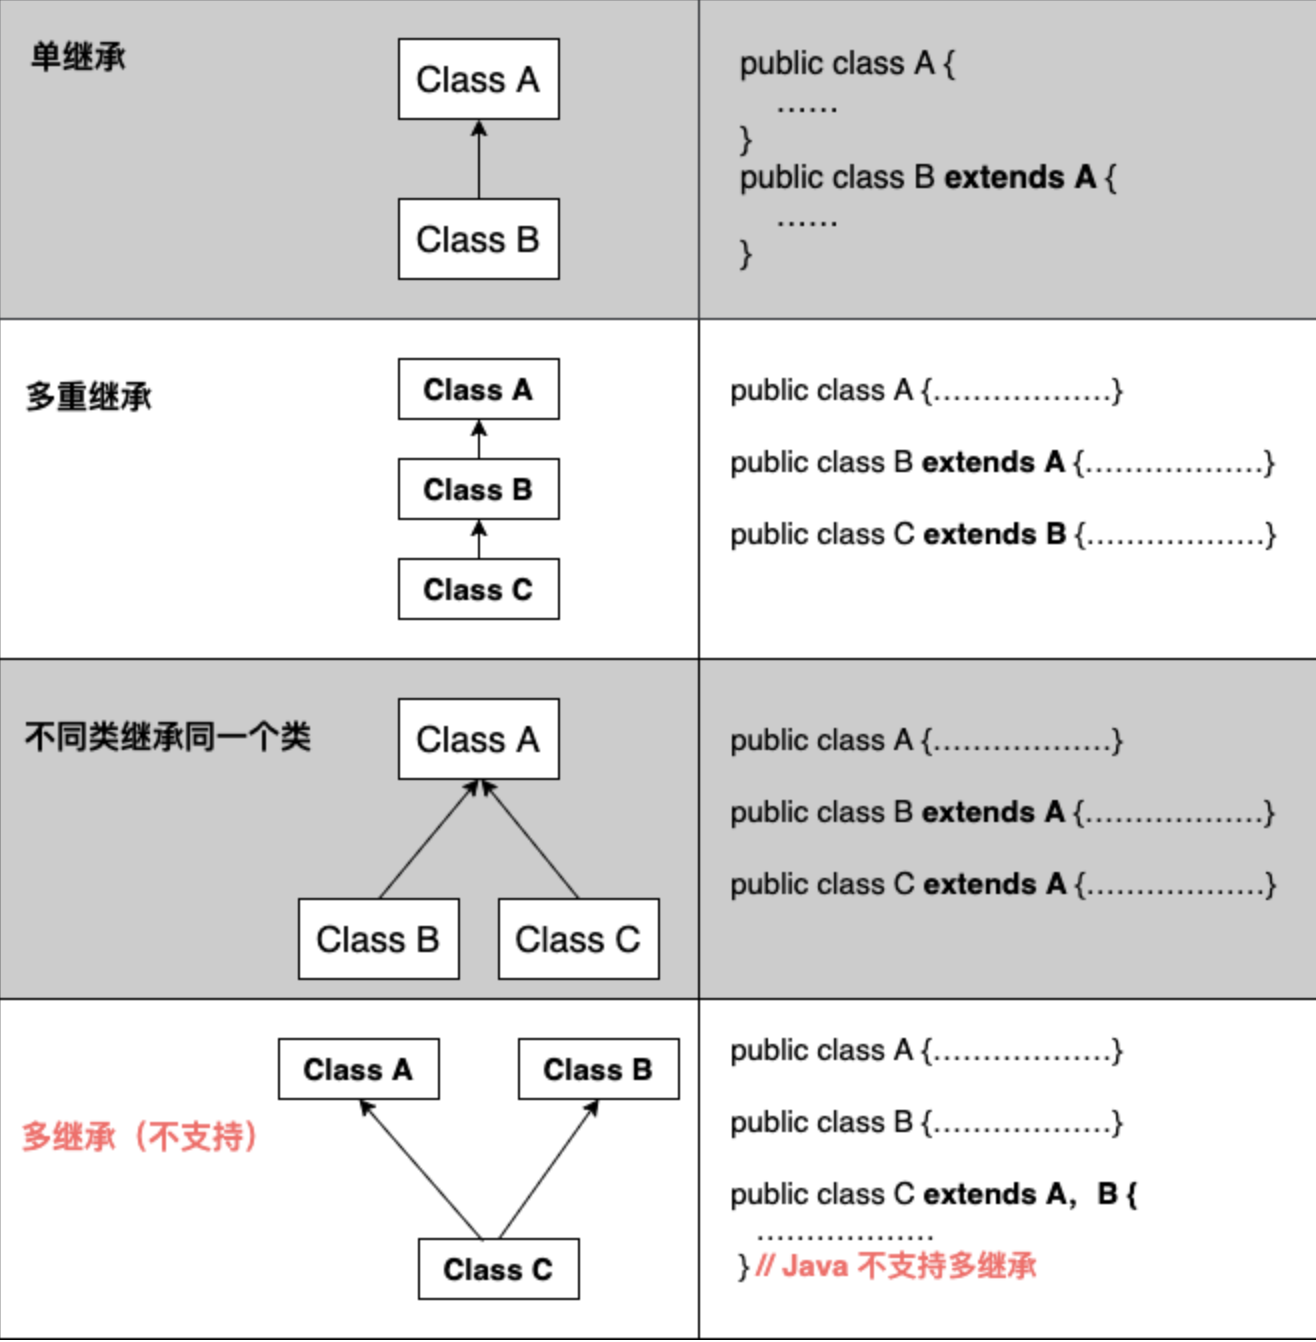 单继承
Class A
Class B
public class A {
......
}
public class B extends A {
......
}
多重继承
Class A
Class B
Class C
public class A {..................}
public class B extends A {..................}
public class C extends B {..................}
不同类继承同一个类
Class A
Class B
Class C
public class A {..................}
public class B extends A {..................}
public class C extends A {..................}
多继承（不支持）
Class A
Class B
Class C
public class A {..................}
public class B {..................}
public class C extends A，B {
..................
} // Java 不支持多继承